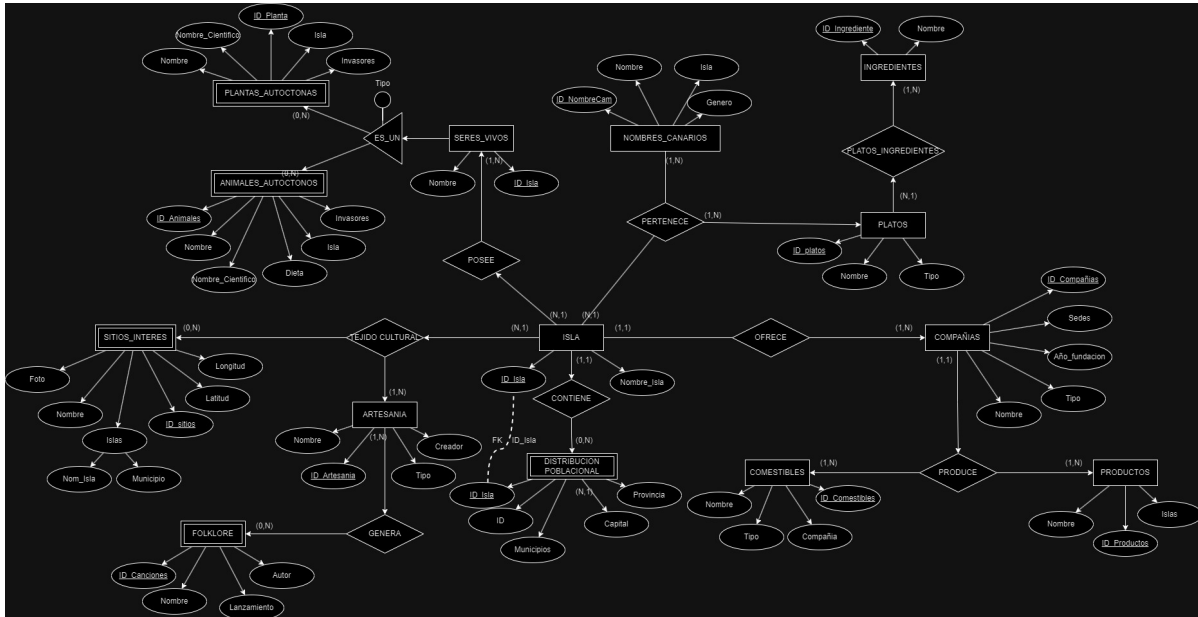 ID_Planta
Nombre_Cientifico
Isla
Nombre
Invasores
PLANTAS_AUTOCTONAS
(0,N)
Tipo
ES_UN
SERES_VIVOS
(1,N)
Nombre
ID_Isla
(0,N)
ANIMALES_AUTOCTONOS
ID_Animales
Invasores
Nombre
Isla
Nombre_Cientifico
Dieta
POSEE
(N,1)
Nombre
Isla
ID_NombreCam
Genero
NOMBRES_CANARIOS
(1,N)
PERTENECE
(1,N)
(N,1)
ID_Ingrediente
Nombre
INGREDIENTES
(1,N)
PLATOS_INGREDIENTES
(N,1)
PLATOS
ID_platos
Nombre
Tipo
SITIOS_INTERES
(0,N)
TEJIDO CULTURAL
(N,1)
ISLA
(1,1)
OFRECE
(1,N)
COMPAÑIAS
ID_Compañias
Sedes
Año_fundacion
Tipo
Nombre
(1,1)
Longitud
Foto
Latitud
Nombre
ID_sitios
Islas
Nom_Isla
Municipio
(1,N)
ARTESANIA
Nombre
(1,N)
Creador
ID_Artesania
Tipo
ID_Isla
(1,1)
Nombre_Isla
CONTIENE
FK
ID_Isla
(0,N)
DISTRIBUCION
POBLACIONAL
ID_Isla
(N,1)
Provincia
ID
Capital
Municipios
FOLKLORE
(0,N)
GENERA
ID_Canciones
Autor
Nombre
Lanzamiento
COMESTIBLES
(1,N)
PRODUCE
(1,N)
PRODUCTOS
Nombre
ID_Comestibles
Tipo
Compañia
Nombre
Islas
ID_Productos